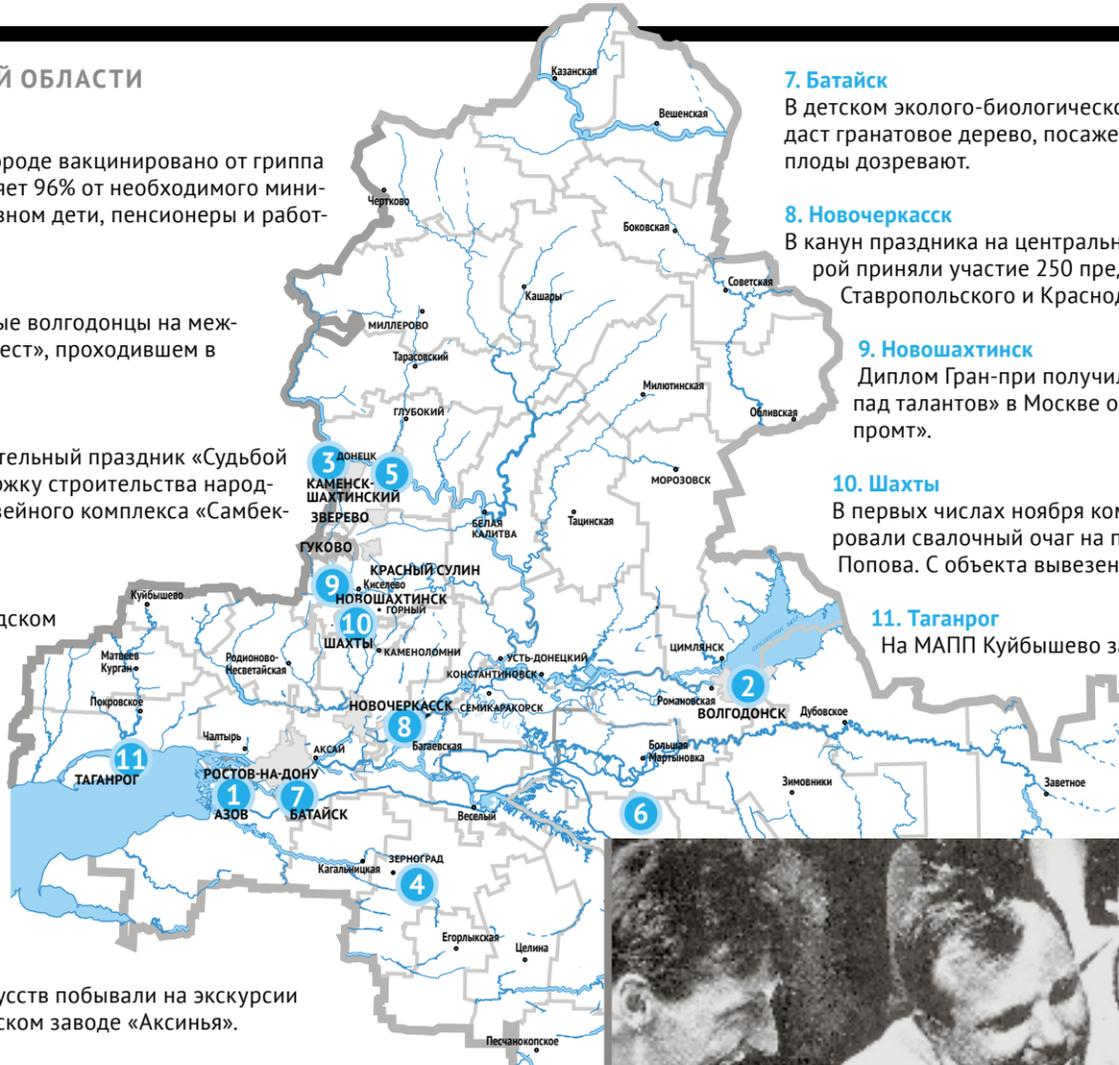 Й ОБЛАСТИ
ороде вакцинировано от гриппа
яет 96% от необходимого мини-
вном дети, пенсионеры и работ-
ые волгодонцы на меж-
ест», проходившем в
тельный праздник «Судьбой
ржку строительства народ-
вейного комплекса «Самбек-
дском
усств побывали на экскурсии
ском заводе «Аксинья».
Казанская
Вешенская
Чертково
Боковская
Советская
Кашары
МИЛЛЕРОВО
Тарасовский
Милютинская
ГЛУБОКИЙ
Обливская
3
ДОНЕЦК
5
КАМЕНСК-
ШАХТИНСКИЙ
МОРОЗОВСК
ЗВЕРЕВО
БЕЛАЯ
КАЛИТВА
Тацинская
ГУКОВО
КРАСНЫЙ СУЛИН
9
Киселево
НОВОШАХТИНСК
ГОРНЫЙ
10
ШАХТЫ
КАМЕНОЛОМНИ
Куйбышево
Матвеев
Курган
Родионово-
Несветайская
УСТЬ-ДОНЕЦКИЙ
КОНСТАНТИНОВСК
ЦИМЛЯНСК
2
Романовская
ВОЛГОДОНСК
Дубовское
Покровское
НОВОЧЕРКАССК
СЕМИКАРАКОРСК
8
Багаевская
Чалтырь
АКСАЙ
Большая
Мартыновка
11
ТАГАНРОГ
РОСТОВ-НА-ДОНУ
1
7
АЗОВ
БАТАЙСК
Веселый
6
Зимовники
Заветное
Кагальницкая
ЗЕРНОГРАД
4
Егорлыкская
Целина
Песчанокопское
7. Батайск
В детском эколого-биологическо
даст гранатовое дерево, посаже
плоды дозревают.
8. Новочеркасск
В канун праздника на центральн
рой приняли участие 250 пред
Ставропольского и Краснод
9. Новошахтинск
Диплом Гран-при получил
пад талантов» в Москве о
промт».
10. Шахты
В первых числах ноября ком
ровали свалочный очаг на п
Попова. С объекта вывезен
11. Таганрог
На МАПП Куйбышево за